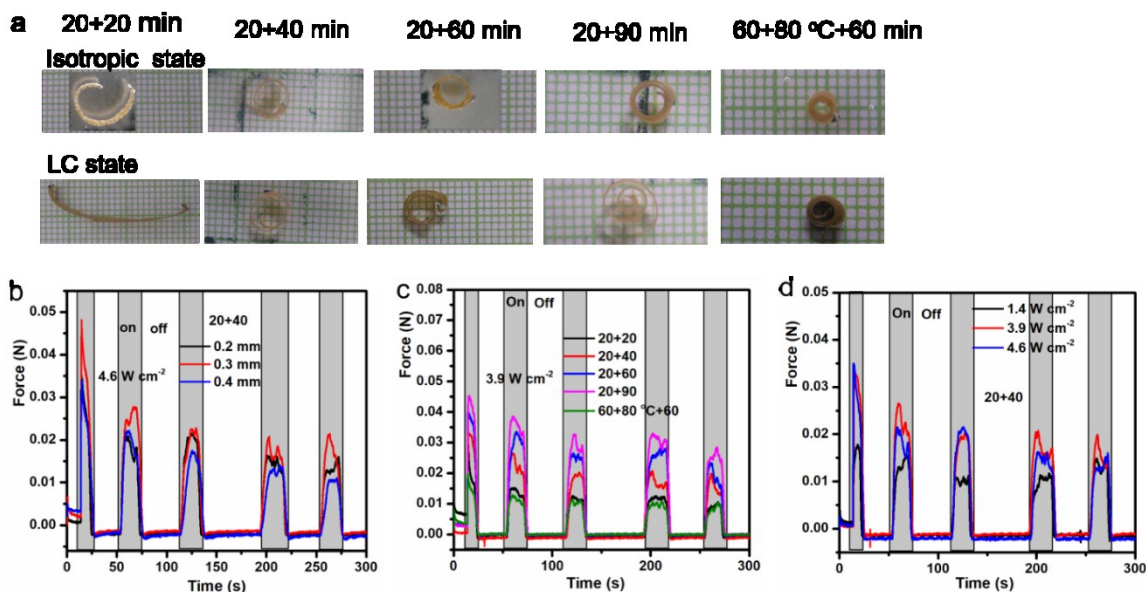 a 20+20 min 20+40 min 20+60 min 20+90 min 60+80 °C+60 min
Isotropic state
LC state
b
Force (N)
0.05
0.04
0.03
0.02
0.01
0.00
on off
4.6 W cm⁻²
20+40
0.2 mm
0.3 mm
0.4 mm
0 50 100 150 200 250 300
Time (s)
c
Force (N)
0.08
0.07
0.06
0.05
0.04
0.03
0.02
0.01
0.00
On Off
3.9 W cm⁻²
20+20
20+40
20+60
20+90
60+80 °C+60
0 100 200 300
Time (s)
d
Force (N)
0.05
0.04
0.03
0.02
0.01
0.00
On Off
1.4 W cm⁻²
3.9 W cm⁻²
4.6 W cm⁻²
20+40
0 100 200 300
Time (s)